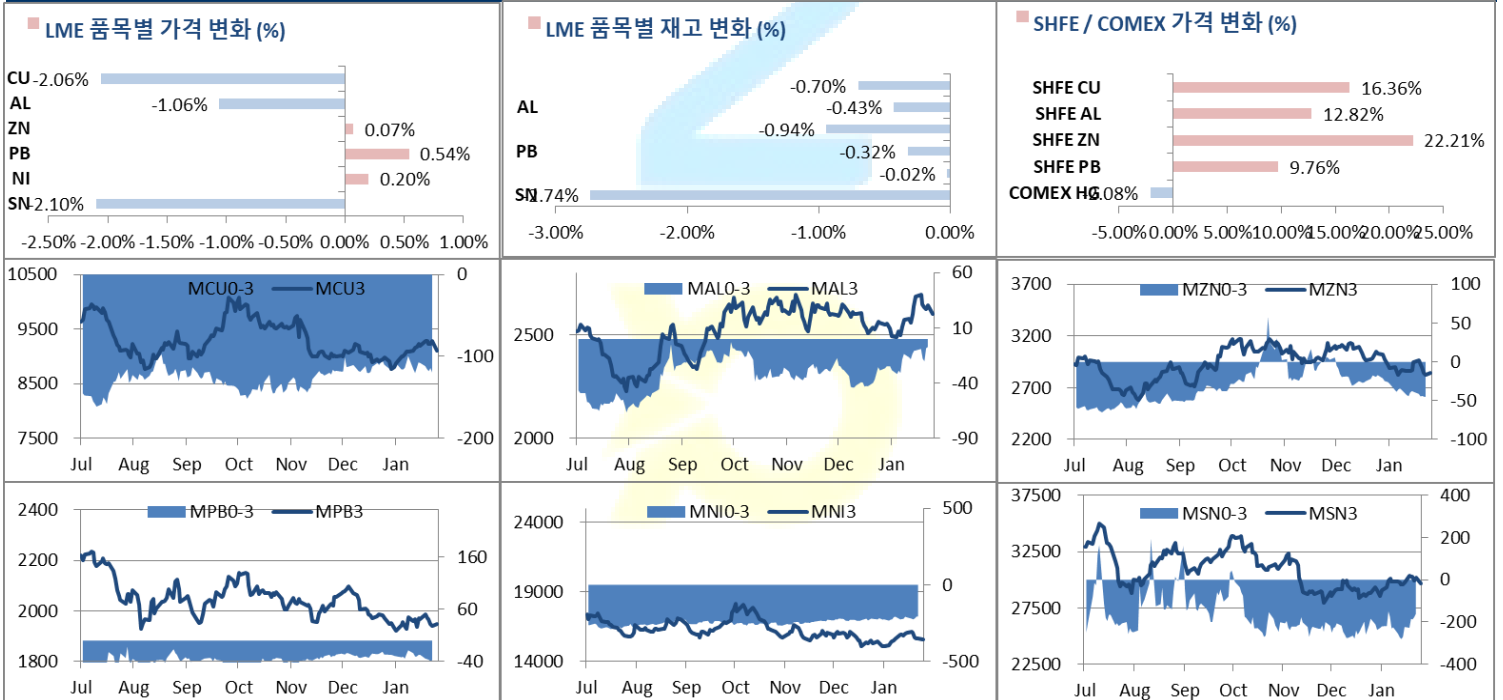 LME 품목별 가격 변화 (%)
CU -2.06%
AL -1.06%
ZN 0.07%
PB 0.54%
NI 0.20%
SN -2.10%
-2.50% -2.00% -1.50% -1.00% -0.50% 0.00% 0.50% 1.00%
LME 품목별 재고 변화 (%)
-0.70%
AL -0.43%
-0.94%
PB -0.32%
-0.02%
SN .74%
-3.00% -2.00% -1.00% 0.00%
SHFE / COMEX 가격 변화 (%)
SHFE CU 16.36%
SHFE AL 12.82%
SHFE ZN 22.21%
SHFE PB 9.76%
COMEX HG .08%
-5.00% 0.00% 5.00% 10.00% 15.00% 20.00% 25.00%
MCU0-3 MCU3
10500 0
9500 -100
8500
7500 -200
Jul Aug Sep Oct Nov Dec Jan
MAL0-3 MAL3
60
2500 10
-40
2000 -90
Jul Aug Sep Oct Nov Dec Jan
MZN0-3 MZN3
3700 100
50
3200 0
2700 -50
2200 -100
Jul Aug Sep Oct Nov Dec Jan
MPB0-3 MPB3
2400
2200 160
2000 60
1800 -40
Jul Aug Sep Oct Nov Dec Jan
MNI0-3 MNI3
24000 500
19000 0
14000 -500
Jul Aug Sep Oct Nov Dec Jan
MSN0-3 MSN3
37500 400
32500 200
27500 0
-200
22500 -400
Jul Aug Sep Oct Nov Dec Jan